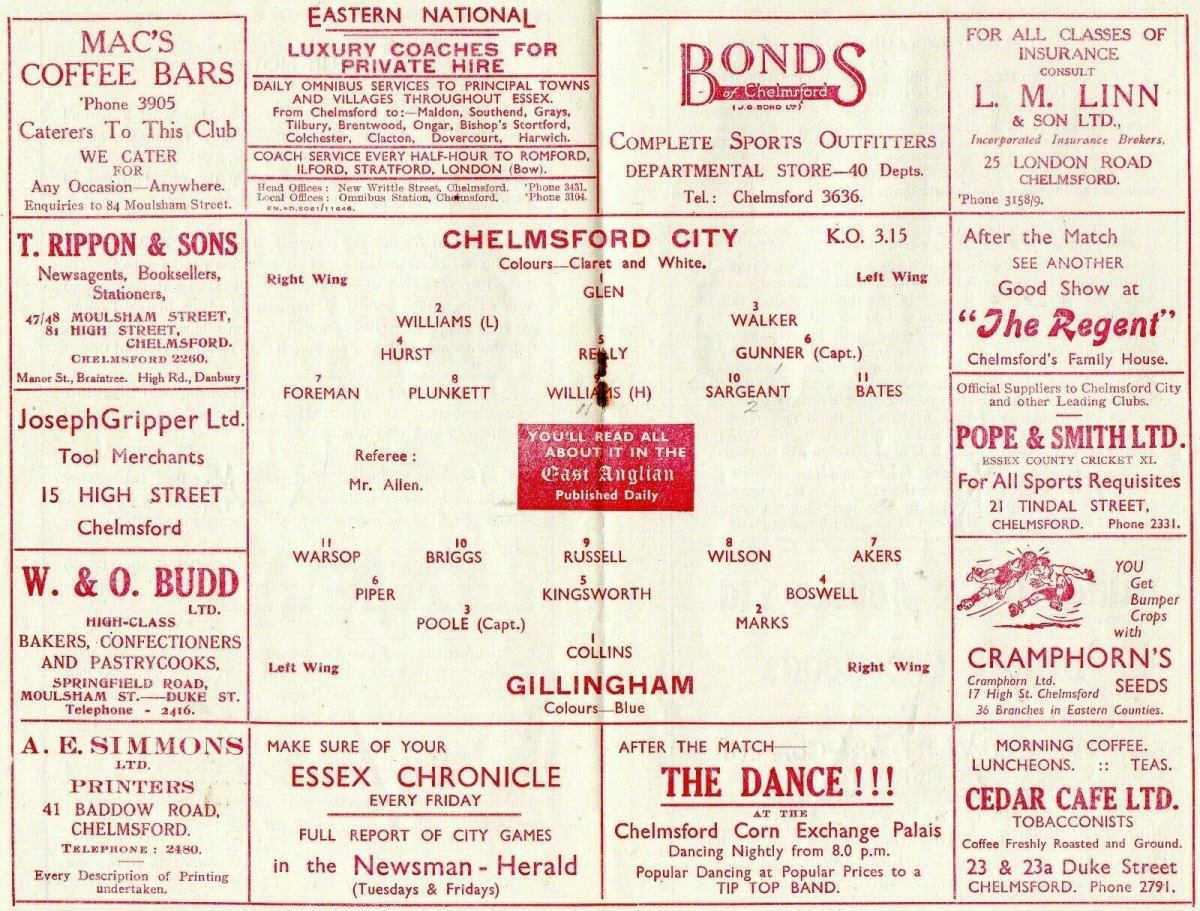 MAC'S
COFFEE BARS
'Phone 3905
Caterers To This Club
WE CATER
FOR
Any Occasion—Anywhere.
Enquiries to 84 Moulsham Street.
EASTERN NATIONAL
LUXURY COACHES FOR
PRIVATE HIRE
DAILY OMNIBUS SERVICES TO PRINCIPAL TOWNS
AND VILLAGES THROUGHOUT ESSEX.
From Chelmsford to:—Maldon, Southend, Grays,
Tilbury, Brentwood, Ongar, Bishop's Stortford,
Colchester, Clacton, Dovercourt, Harwich.
COACH SERVICE EVERY HALF-HOUR TO ROMFORD,
ILFORD, STRATFORD, LONDON (Bow).
Head Offices: New Writtle Street, Chelmsford. 'Phone 3431.
Local Offices: Omnibus Station, Chelmsford. 'Phone 3104.
EN.AD.5061/11646.
BONDS
of Chelmsford
(J.G. BOND LTD)
COMPLETE SPORTS OUTFITTERS
DEPARTMENTAL STORE—40 Depts.
Tel.: Chelmsford 3636.
FOR ALL CLASSES OF
INSURANCE
CONSULT
L. M. LINN
& SON LTD.,
Incorporated Insurance Brokers,
25 LONDON ROAD
CHELMSFORD.
'Phone 3158/9.
T. RIPPON & SONS
Newsagents, Booksellers,
Stationers,
47/48 MOULSHAM STREET,
81 HIGH STREET,
CHELMSFORD.
CHELMSFORD 2260.
Manor St., Braintree. High Rd., Danbury
JosephGripper Ltd.
Tool Merchants
15 HIGH STREET
Chelmsford
W. & O. BUDD
LTD.
HIGH-CLASS
BAKERS, CONFECTIONERS
AND PASTRYCOOKS,
SPRINGFIELD ROAD,
MOULSHAM ST.—DUKE ST.
Telephone - 2416.
CHELMSFORD CITY K.O. 3.15
Colours—Claret and White.
Right Wing Left Wing
1
GLEN
2 3
WILLIAMS (L) WALKER
4 5 6
HURST REILLY GUNNER (Capt.)
7 8 9 10 11
FOREMAN PLUNKETT WILLIAMS (H) SARGEANT BATES
Referee:
Mr. Allen.
YOU'LL READ ALL
ABOUT IT IN THE
East Anglian
Published Daily
11 10 9 8 7
WARSOP BRIGGS RUSSELL WILSON AKERS
6 5 4
PIPER KINGSWORTH BOSWELL
3 2
POOLE (Capt.) MARKS
1
COLLINS
Left Wing Right Wing
GILLINGHAM
Colours—Blue
After the Match
SEE ANOTHER
Good Show at
"The Regent"
Chelmsford's Family House.
Official Suppliers to Chelmsford City
and other Leading Clubs.
POPE & SMITH LTD.
ESSEX COUNTY CRICKET XI.
For All Sports Requisites
21 TINDAL STREET,
CHELMSFORD. Phone 2331.
YOU
Get
Bumper
Crops
with
CRAMPHORN'S
SEEDS
Cramphorn Ltd.
17 High St. Chelmsford
36 Branches in Eastern Counties.
A. E. SIMMONS
LTD.
PRINTERS
41 BADDOW ROAD,
CHELMSFORD.
TELEPHONE: 2480.
Every Description of Printing
undertaken.
MAKE SURE OF YOUR
ESSEX CHRONICLE
EVERY FRIDAY
FULL REPORT OF CITY GAMES
in the Newsman - Herald
(Tuesdays & Fridays)
AFTER THE MATCH—
THE DANCE!!!
AT THE
Chelmsford Corn Exchange Palais
Dancing Nightly from 8.0 p.m.
Popular Dancing at Popular Prices to a
TIP TOP BAND.
MORNING COFFEE.
LUNCHEONS. :: TEAS.
CEDAR CAFE LTD.
TOBACCONISTS
Coffee Freshly Roasted and Ground.
23 & 23a Duke Street
CHELMSFORD. Phone 2791.